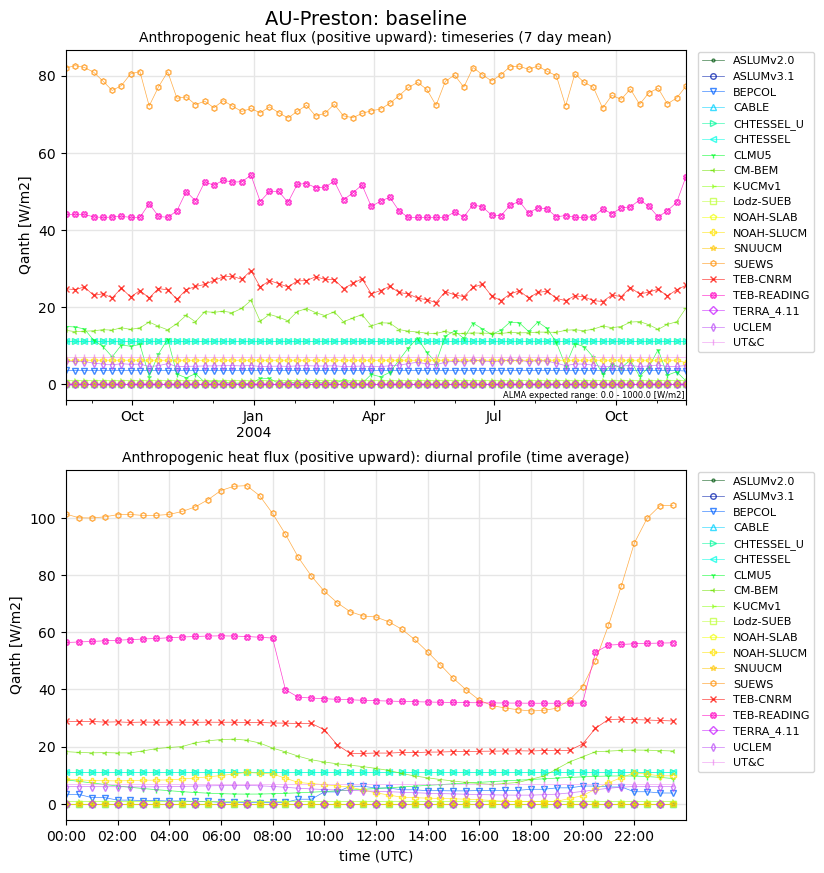 AU-Preston: baseline
Anthropogenic heat flux (positive upward): timeseries (7 day mean)
Qanth [W/m2]
80
60
40
20
0
Oct
Jan
2004
Apr
Jul
Oct
ALMA expected range: 0.0 - 1000.0 [W/m2]
ASLUMv2.0
ASLUMv3.1
BEPCOL
CABLE
CHTESSEL_U
CHTESSEL
CLMU5
CM-BEM
K-UCMv1
Lodz-SUEB
NOAH-SLAB
NOAH-SLUCM
SNUUCM
SUEWS
TEB-CNRM
TEB-READING
TERRA_4.11
UCLEM
UT&C
Anthropogenic heat flux (positive upward): diurnal profile (time average)
Qanth [W/m2]
100
80
60
40
20
0
00:00
02:00
04:00
06:00
08:00
10:00
12:00
14:00
16:00
18:00
20:00
22:00
time (UTC)
ASLUMv2.0
ASLUMv3.1
BEPCOL
CABLE
CHTESSEL_U
CHTESSEL
CLMU5
CM-BEM
K-UCMv1
Lodz-SUEB
NOAH-SLAB
NOAH-SLUCM
SNUUCM
SUEWS
TEB-CNRM
TEB-READING
TERRA_4.11
UCLEM
UT&C